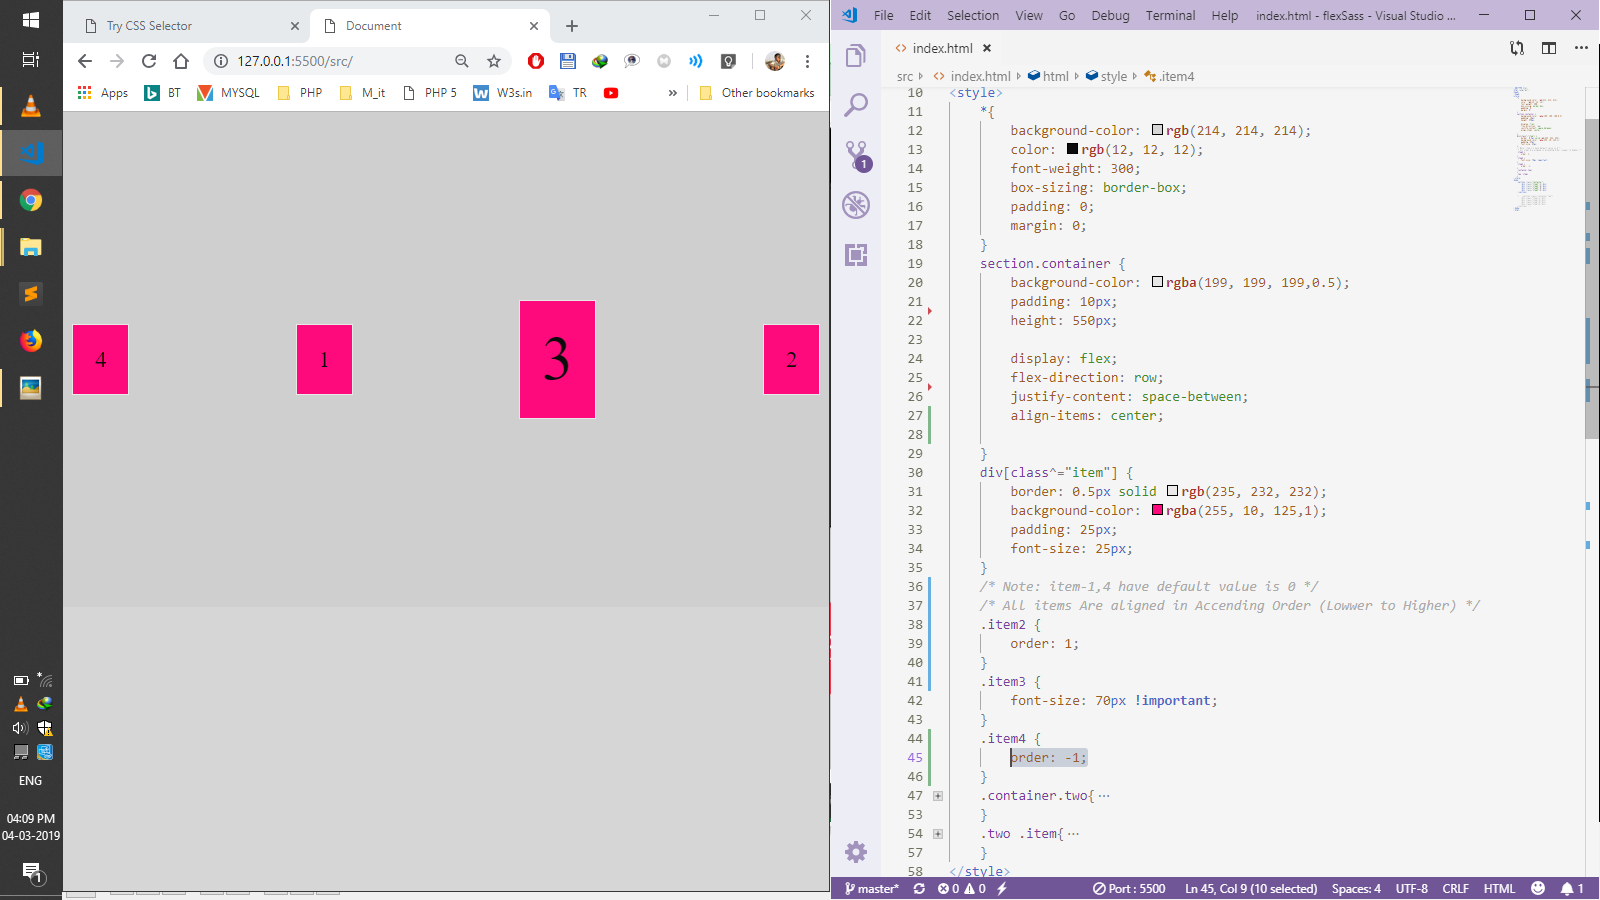 Try CSS Selector
Document
127.0.0.1:5500/src/
Apps
BT
MYSQL
PHP
M_it
PHP 5
W3s.in
TR
»
Other bookmarks
4
1
3
2
ENG
04:09 PM
04-03-2019
1
File Edit Selection View Go Debug Terminal Help
index.html - flexSass - Visual Studio ...
index.html
src index.html html style .item4
1
10 <style>
11 *{
12 background-color: rgb(214, 214, 214);
13 color: rgb(12, 12, 12);
14 font-weight: 300;
15 box-sizing: border-box;
16 padding: 0;
17 margin: 0;
18 }
19 section.container {
20 background-color: rgba(199, 199, 199,0.5);
21 padding: 10px;
22 height: 550px;
23
24 display: flex;
25 flex-direction: row;
26 justify-content: space-between;
27 align-items: center;
28
29 }
30 div[class^="item"] {
31 border: 0.5px solid rgb(235, 232, 232);
32 background-color: rgba(255, 10, 125,1);
33 padding: 25px;
34 font-size: 25px;
35 }
36 /* Note: item-1,4 have default value is 0 */
37 /* All items Are aligned in Accending Order (Lowwer to Higher) */
38 .item2 {
39 order: 1;
40 }
41 .item3 {
42 font-size: 70px !important;
43 }
44 .item4 {
45 order: -1;
46 }
47 .container.two{ ...
53 }
54 .two .item{ ...
57 }
58 </style>
master* 0 0 Port : 5500 Ln 45, Col 9 (10 selected) Spaces: 4 UTF-8 CRLF HTML 1